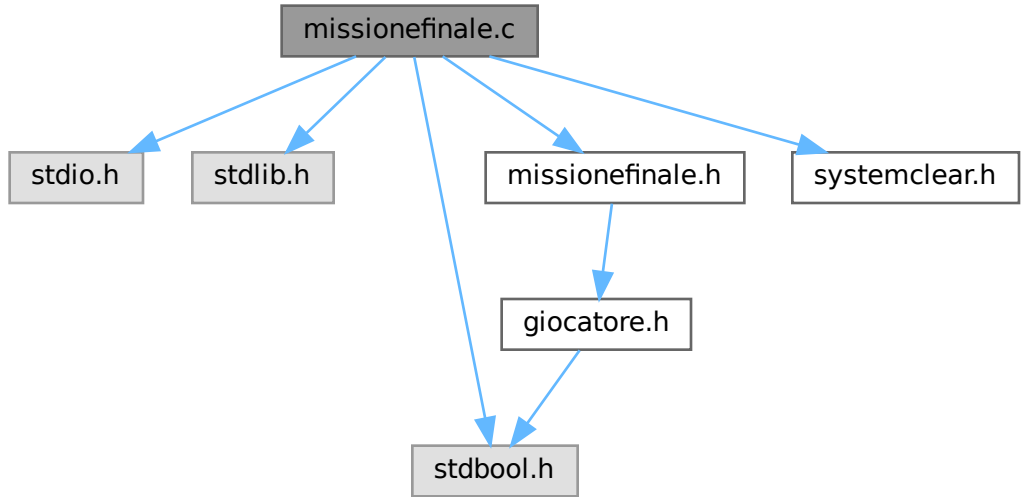 missionefinale.c
stdio.h
stdlib.h
missionefinale.h
systemclear.h
giocatore.h
stdbool.h